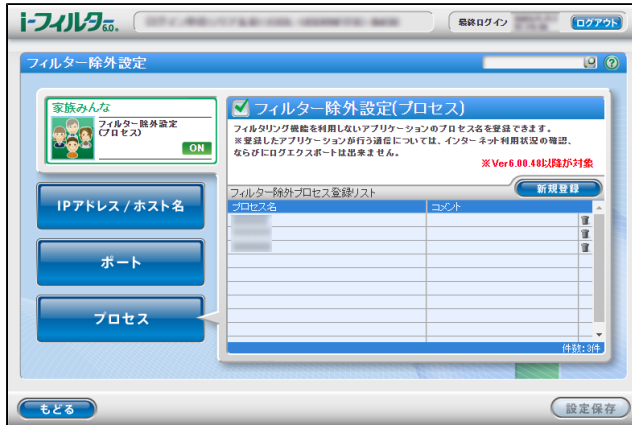 i-フィルター6.0.
最終ログイン
ログアウト
フィルター除外設定
家族みんな
フィルター除外設定
(プロセス)
ON
IPアドレス / ホスト名
ポート
プロセス
フィルター除外設定(プロセス)
フィルタリング機能を利用しないアプリケーションのプロセス名を登録できます。
※登録したアプリケーションが行う通信については、インターネット利用状況の確認、
ならびにログエクスポートは出来ません。
※Ver6.00.48以降が対象
フィルター除外プロセス登録リスト
新規登録
プロセス名 コメント
件数:3件
もどる
設定保存